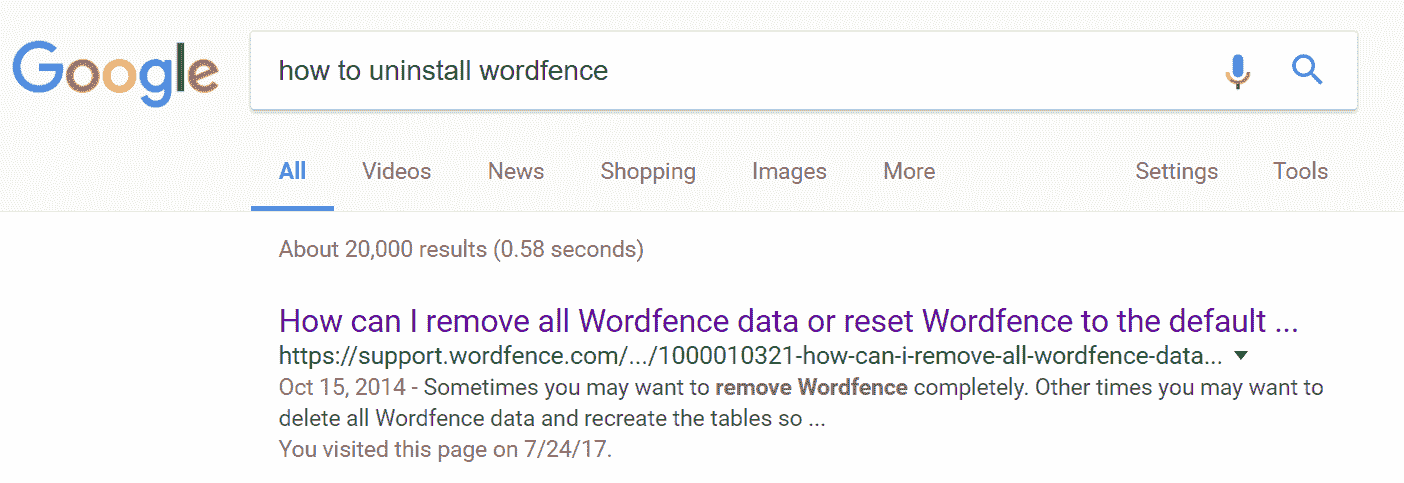 Google how to uninstall wordfence
All Videos News Shopping Images More Settings Tools
About 20,000 results (0.58 seconds)
How can I remove all Wordfence data or reset Wordfence to the default ...
https://support.wordfence.com/.../1000010321-how-can-i-remove-all-wordfence-data...
Oct 15, 2014 - Sometimes you may want to remove Wordfence completely. Other times you may want to
delete all Wordfence data and recreate the tables so ...
You visited this page on 7/24/17.